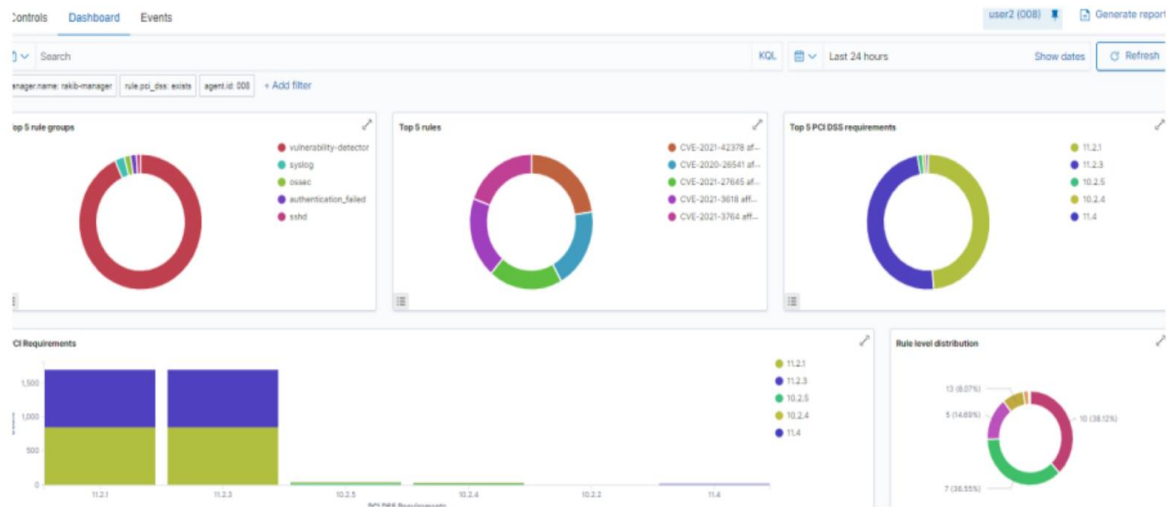 Controls Dashboard Events
user2 (008) Generate report
Search KQL Last 24 hours Show dates Refresh
anager.name: rakib-manager rule.pci_dss: exists agent.id: 008 + Add filter
op 5 rule groups
vulnerability-detector
syslog
ossec
authentication_failed
sshd
Top 5 rules
CVE-2021-42378 af...
CVE-2020-26541 af...
CVE-2021-27645 af...
CVE-2021-3618 aff...
CVE-2021-3764 aff...
Top 5 PCI DSS requirements
11.2.1
11.2.3
10.2.5
10.2.4
11.4
CI Requirements
1,500
1,000
500
0
11.2.1 11.2.3 10.2.5 10.2.4 10.2.2 11.4
PCI DSS Requirements
11.2.1
11.2.3
10.2.5
10.2.4
11.4
Rule level distribution
13 (8.07%)
5 (14.69%)
10 (38.12%)
7 (36.55%)